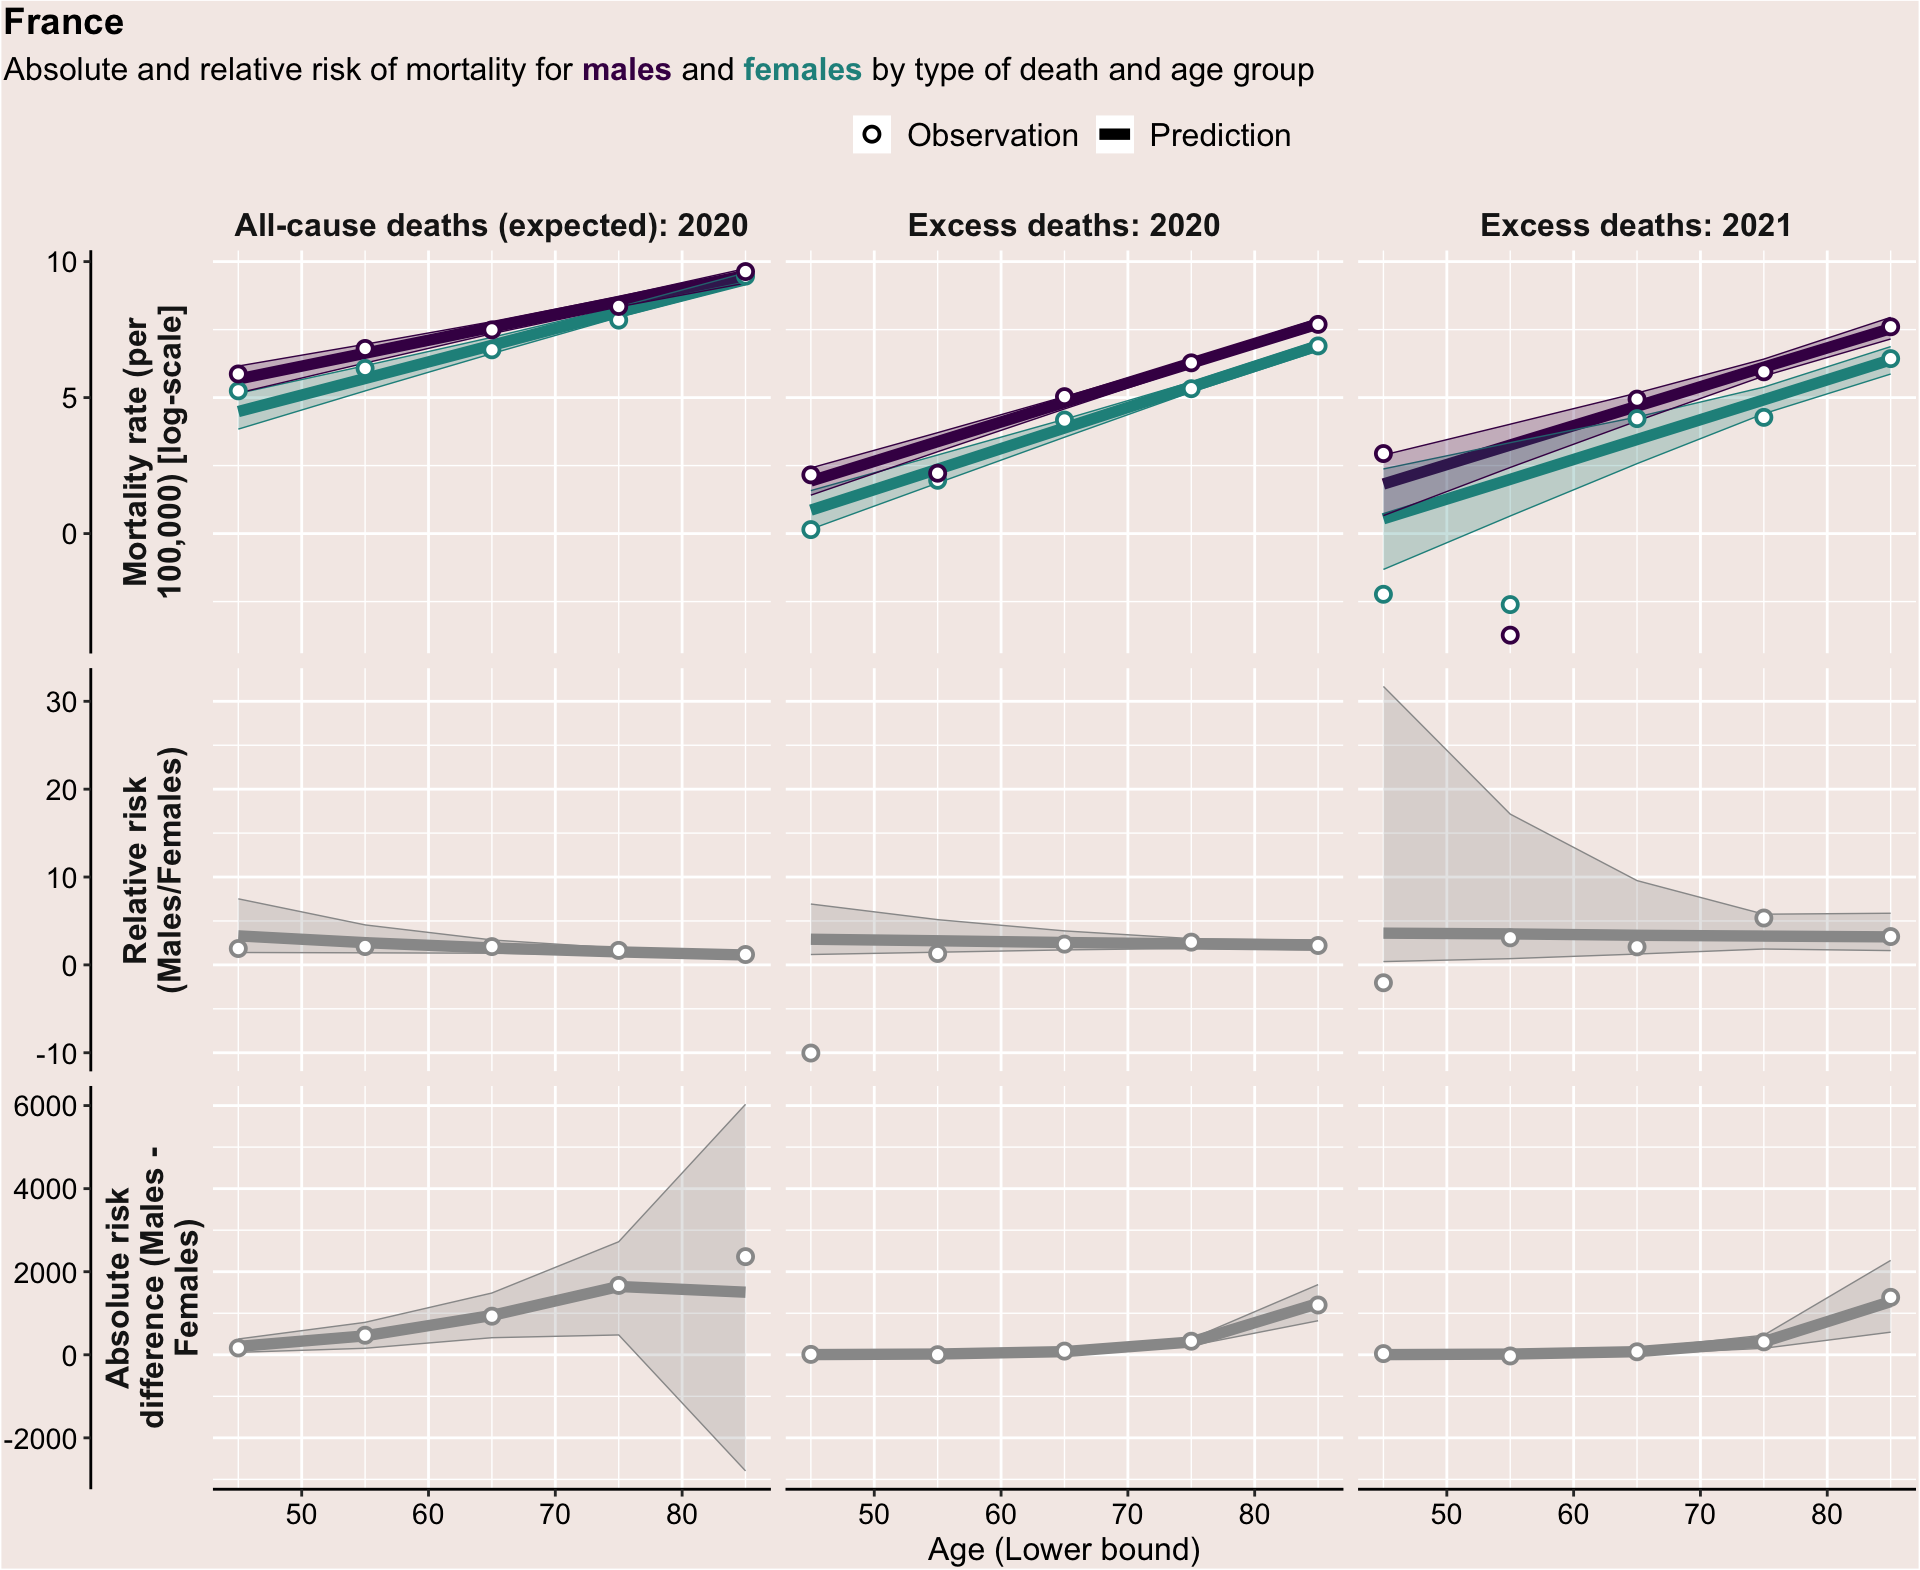 France
Absolute and relative risk of mortality for males and females by type of death and age group
Observation Prediction
All-cause deaths (expected): 2020 Excess deaths: 2020 Excess deaths: 2021
Mortality rate (per
100,000) [log-scale]
10
5
0
Relative risk
(Males/Females)
30
20
10
0
-10
Absolute risk
difference (Males -
Females)
6000
4000
2000
0
-2000
50 60 70 80 50 60 70 80 50 60 70 80
Age (Lower bound)